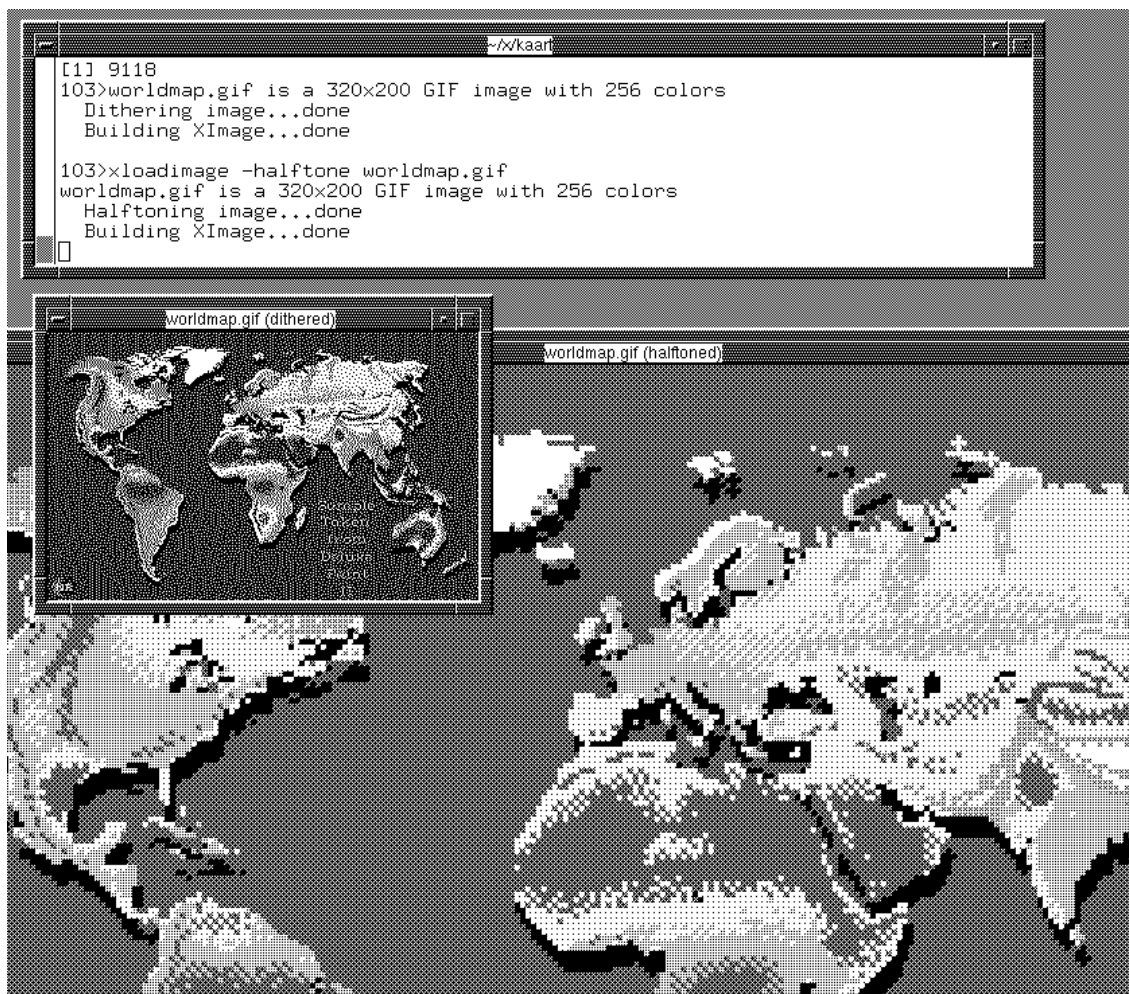 ~/x/kaart
[1] 9118
103>worldmap.gif is a 320x200 GIF image with 256 colors
  Dithering image...done
  Building XImage...done
103>xloadimage -halftone worldmap.gif
worldmap.gif is a 320x200 GIF image with 256 colors
  Halftoning image...done
  Building XImage...done
worldmap.gif (dithered)
worldmap.gif (halftoned)
Taken
From